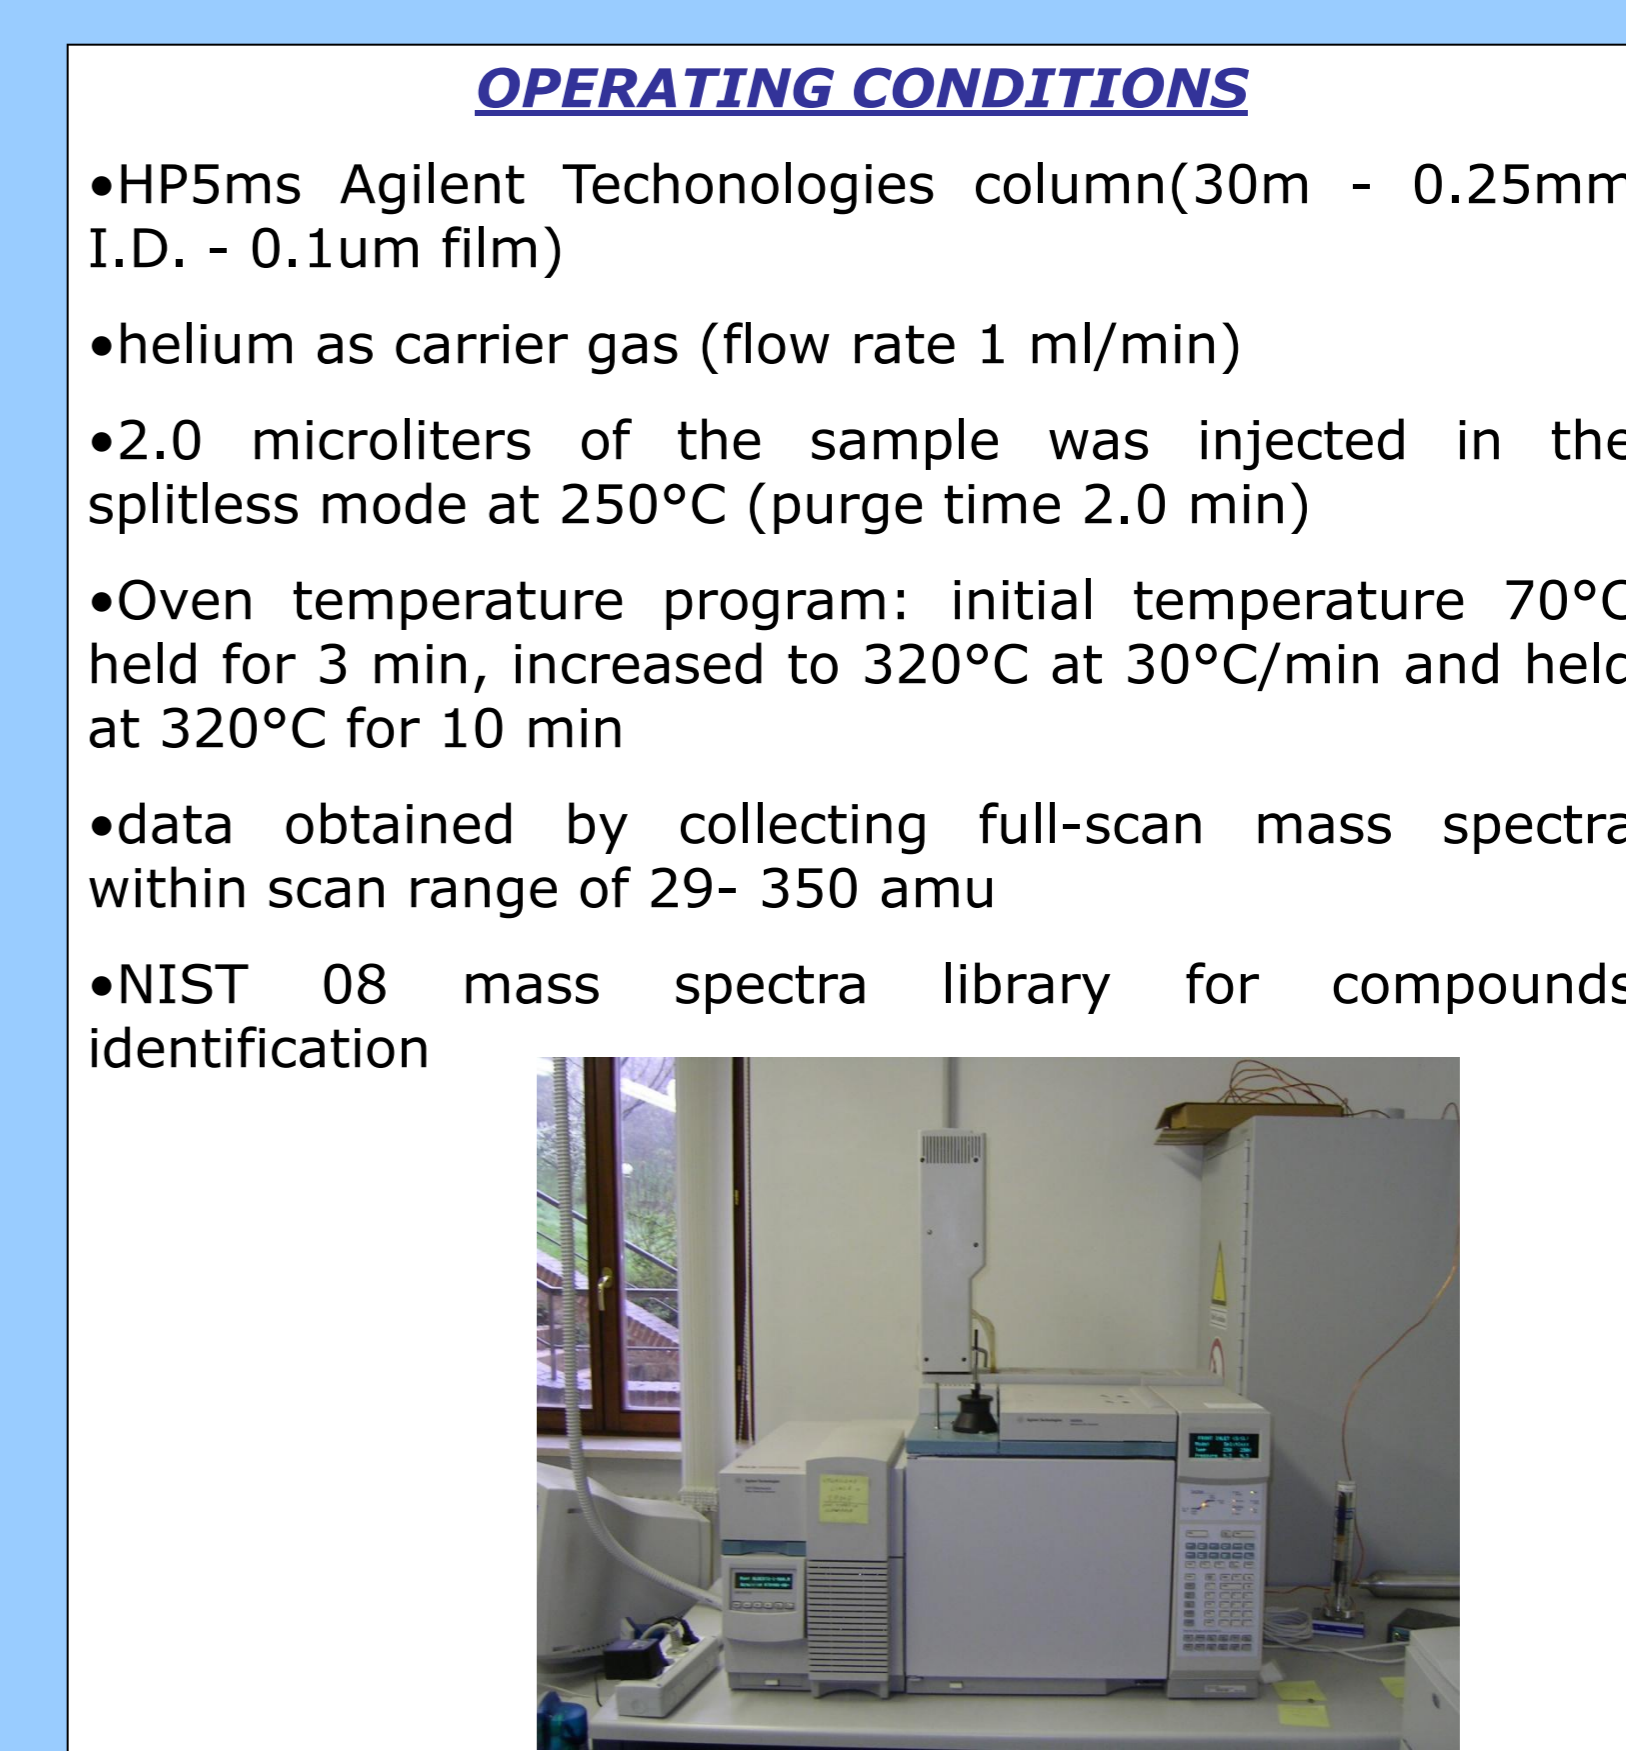 OPERATING CONDITIONS
•HP5ms Agilent Techonologies column(30m - 0.25mm
I.D. - 0.1um film)
•helium as carrier gas (flow rate 1 ml/min)
•2.0 microliters of the sample was injected in the
splitless mode at 250°C (purge time 2.0 min)
•Oven temperature program: initial temperature 70°C
held for 3 min, increased to 320°C at 30°C/min and held
at 320°C for 10 min
•data obtained by collecting full-scan mass spectra
within scan range of 29- 350 amu
•NIST 08 mass spectra library for compounds
identification